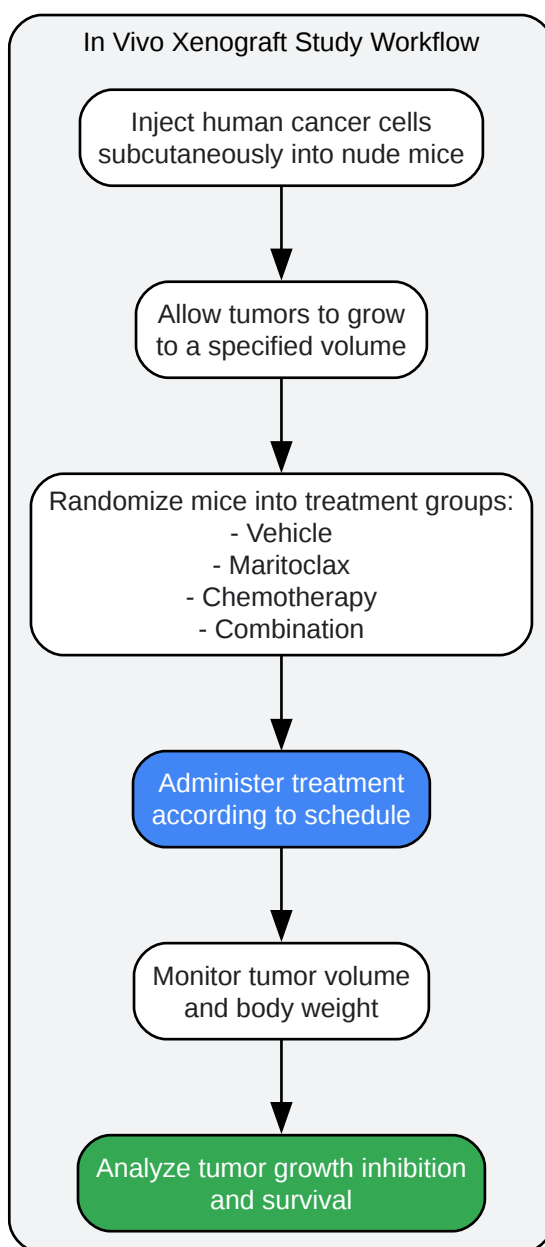 In Vivo Xenograft Study Workflow
Inject human cancer cells
subcutaneously into nude mice
Allow tumors to grow
to a specified volume
Randomize mice into treatment groups:
- Vehicle
- Maritoclax
- Chemotherapy
- Combination
Administer treatment
according to schedule
Monitor tumor volume
and body weight
Analyze tumor growth inhibition
and survival